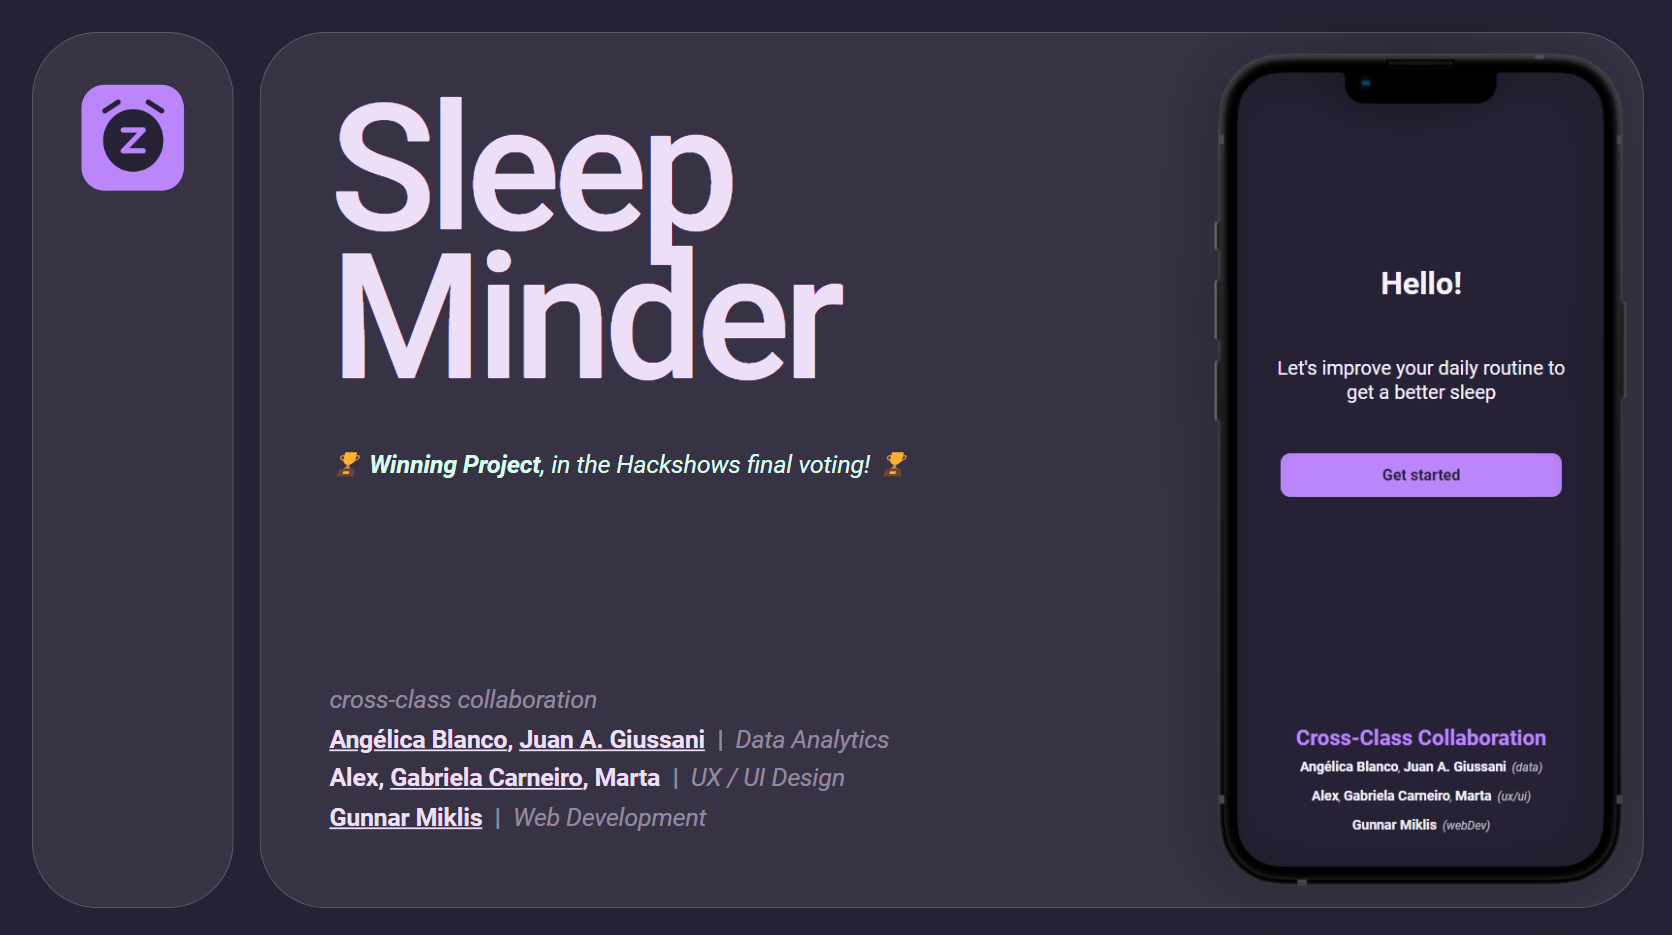 Z
Sleep
Minder
🏆 Winning Project, in the Hackshows final voting! 🏆
cross-class collaboration
Angélica Blanco, Juan A. Giussani | Data Analytics
Alex, Gabriela Carneiro, Marta | UX / UI Design
Gunnar Miklis | Web Development
Hello!
Let's improve your daily routine to
get a better sleep
Get started
Cross-Class Collaboration
Angélica Blanco, Juan A. Giussani (data)
Alex, Gabriela Carneiro, Marta (ux/ui)
Gunnar Miklis (webDev)